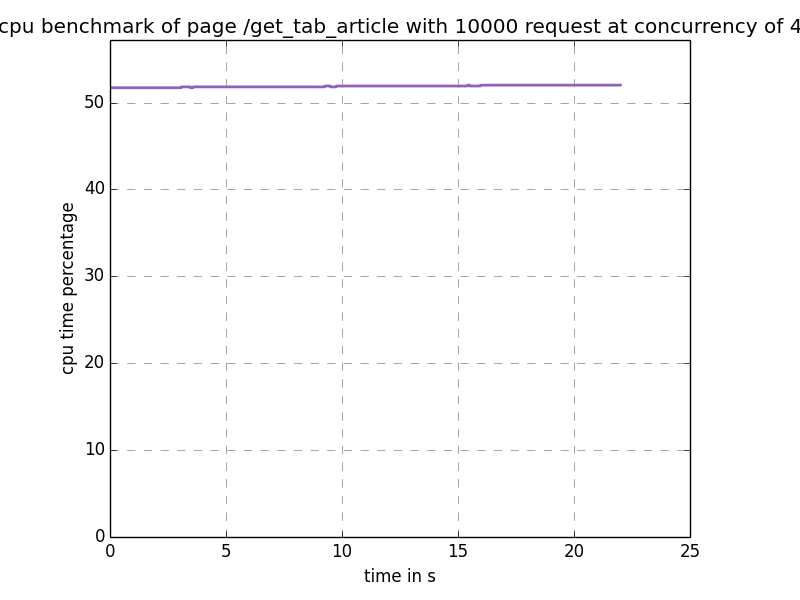 cpu benchmark of page /get_tab_article with 10000 request at concurrency of 4
50
40
30
20
10
0
cpu time percentage
0 5 10 15 20 25
time in s